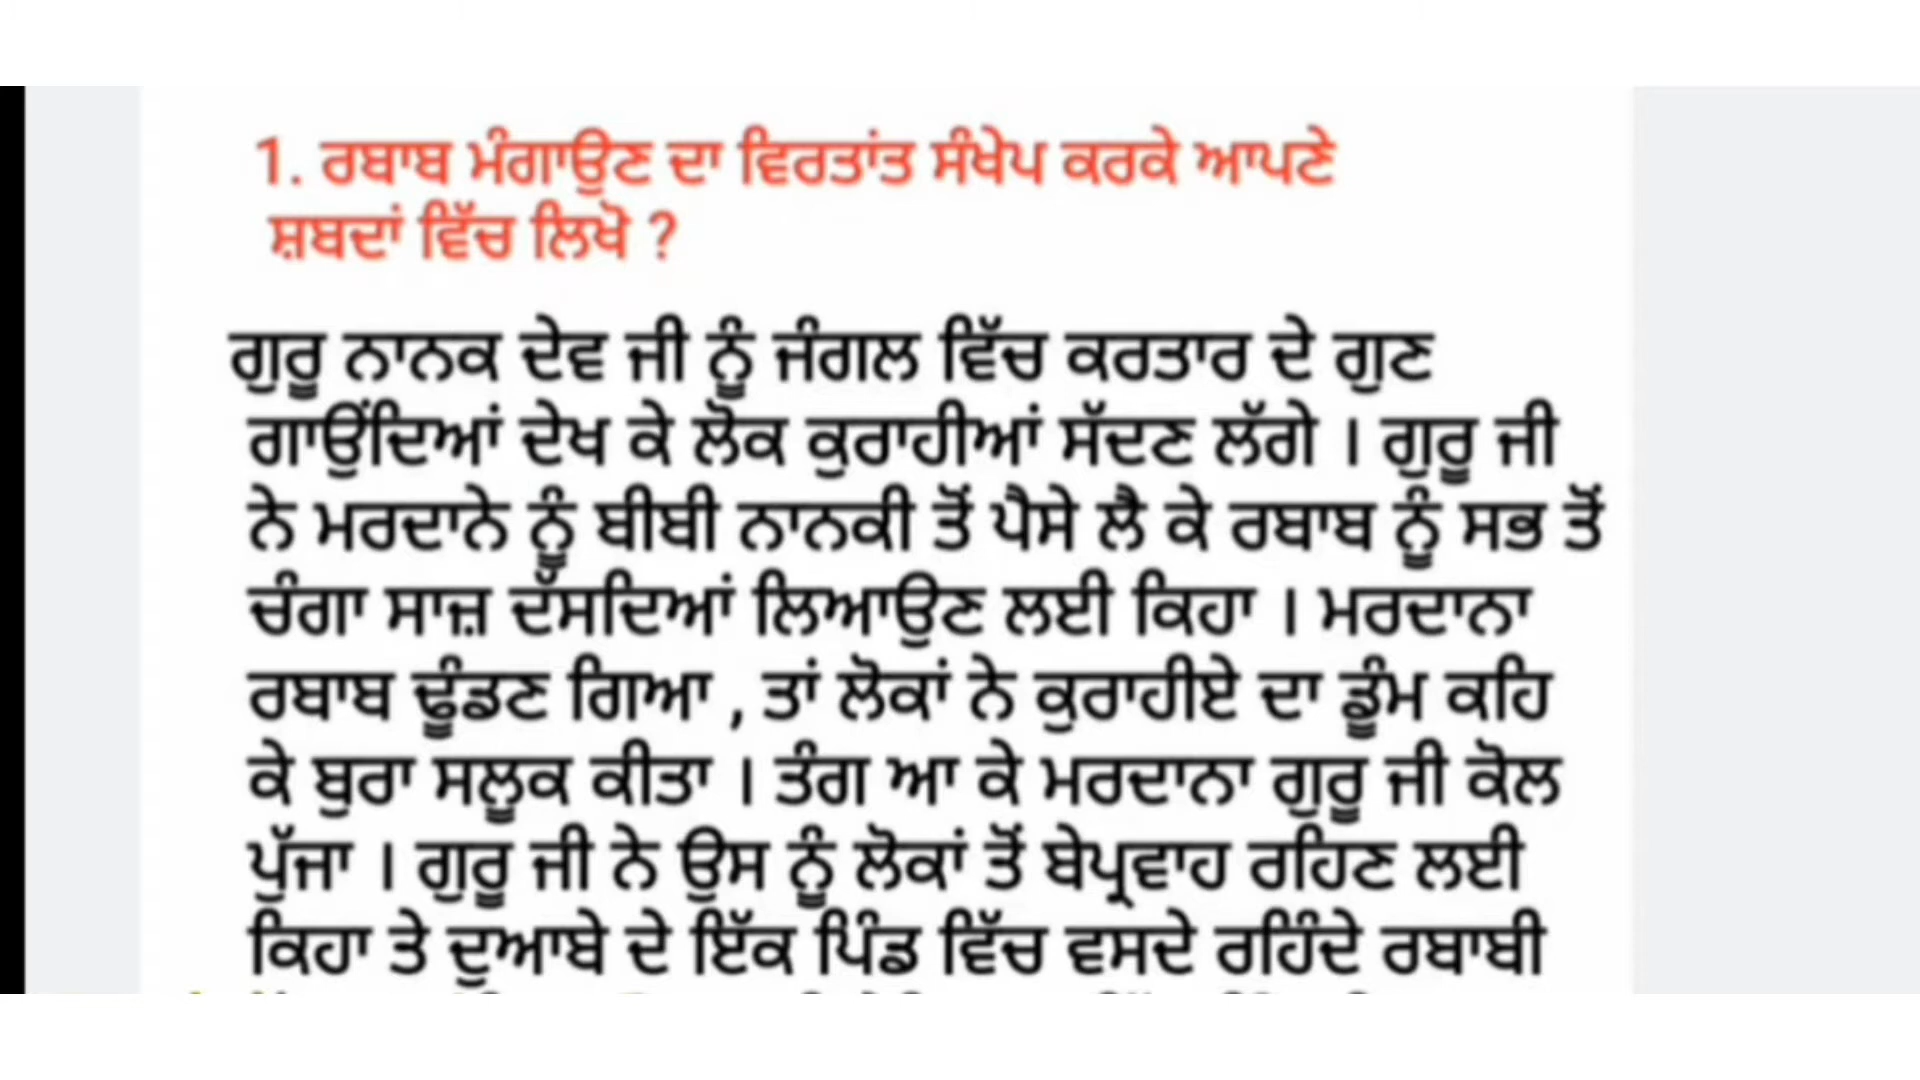 1. ਰਬਾਬ ਮੰਗਾਉਣ ਦਾ ਵਿਰਤਾਂਤ ਸੰਖੇਪ ਕਰਕੇ ਆਪਣੇ
ਸ਼ਬਦਾਂ ਵਿੱਚ ਲਿਖੋ ?
ਗੁਰੂ ਨਾਨਕ ਦੇਵ ਜੀ ਨੂੰ ਜੰਗਲ ਵਿੱਚ ਕਰਤਾਰ ਦੇ ਗੁਣ
ਗਾਉਂਦਿਆਂ ਦੇਖ ਕੇ ਲੋਕ ਕੁਰਾਹੀਆਂ ਸੱਦਣ ਲੱਗੇ । ਗੁਰੂ ਜੀ
ਨੇ ਮਰਦਾਨੇ ਨੂੰ ਬੀਬੀ ਨਾਨਕੀ ਤੋਂ ਪੈਸੇ ਲੈ ਕੇ ਰਬਾਬ ਨੂੰ ਸਭ ਤੋਂ
ਚੰਗਾ ਸਾਜ਼ ਦੱਸਦਿਆਂ ਲਿਆਉਣ ਲਈ ਕਿਹਾ । ਮਰਦਾਨਾ
ਰਬਾਬ ਢੂੰਡਣ ਗਿਆ , ਤਾਂ ਲੋਕਾਂ ਨੇ ਕੁਰਾਹੀਏ ਦਾ ਡੂੰਮ ਕਹਿ
ਕੇ ਬੁਰਾ ਸਲੂਕ ਕੀਤਾ । ਤੰਗ ਆ ਕੇ ਮਰਦਾਨਾ ਗੁਰੂ ਜੀ ਕੋਲ
ਪੁੱਜਾ । ਗੁਰੂ ਜੀ ਨੇ ਉਸ ਨੂੰ ਲੋਕਾਂ ਤੋਂ ਬੇਪ੍ਰਵਾਹ ਰਹਿਣ ਲਈ
ਕਿਹਾ ਤੇ ਦੁਆਬੇ ਦੇ ਇੱਕ ਪਿੰਡ ਵਿੱਚ ਵਸਦੇ ਰਹਿੰਦੇ ਰਬਾਬੀ